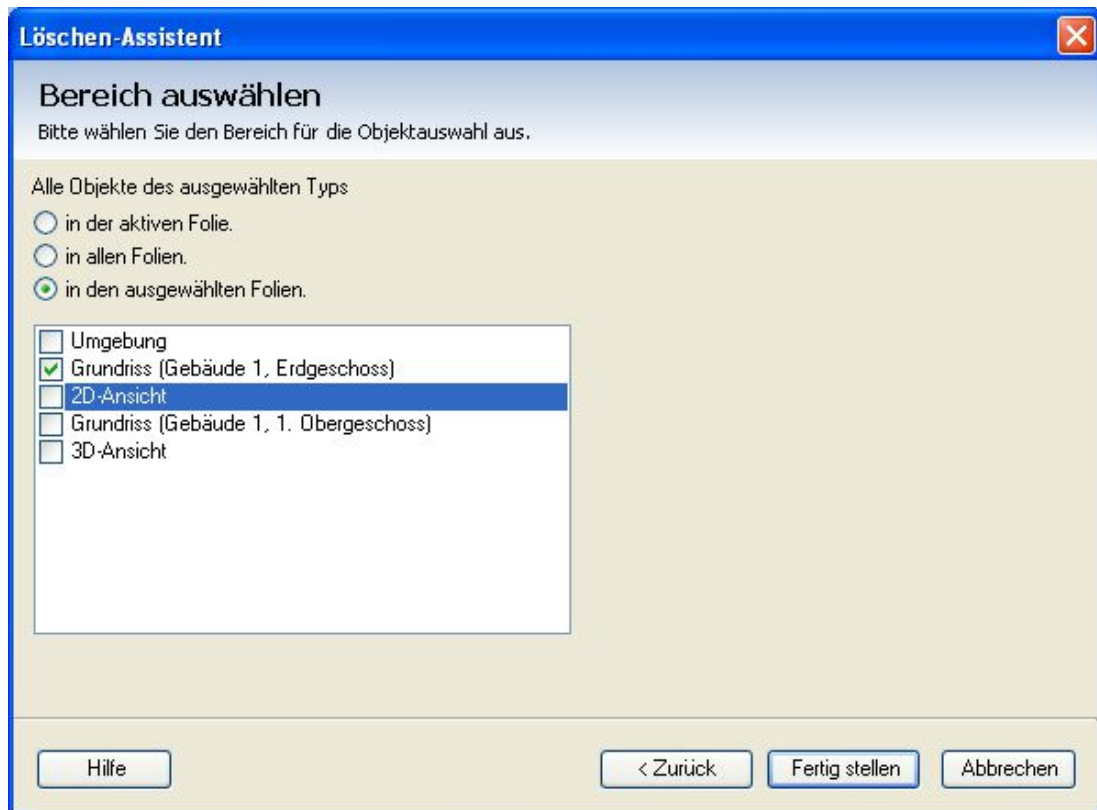 Löschen-Assistent
Bereich auswählen
Bitte wählen Sie den Bereich für die Objektauswahl aus.
Alle Objekte des ausgewählten Typs
in der aktiven Folie.
in allen Folien.
in den ausgewählten Folien.
Umgebung
Grundriss (Gebäude 1, Erdgeschoss)
2D-Ansicht
Grundriss (Gebäude 1, 1. Obergeschoss)
3D-Ansicht
Hilfe
< Zurück
Fertig stellen
Abbrechen